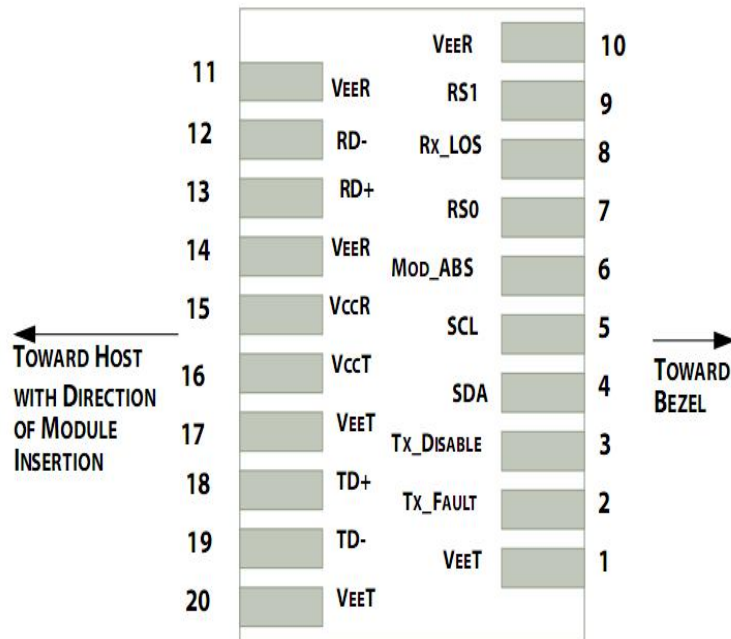 11 VEER
12 RD-
13 RD+
14 VEER
15 VCCR
16 VCCT
17 VEET
18 TD+
19 TD-
20 VEET
VEER 10
RS1 9
RX_LOS 8
RS0 7
MOD_ABS 6
SCL 5
SDA 4
TX_DISABLE 3
TX_FAULT 2
VEET 1
TOWARD HOST
WITH DIRECTION
OF MODULE
INSERTION
TOWARD
BEZEL